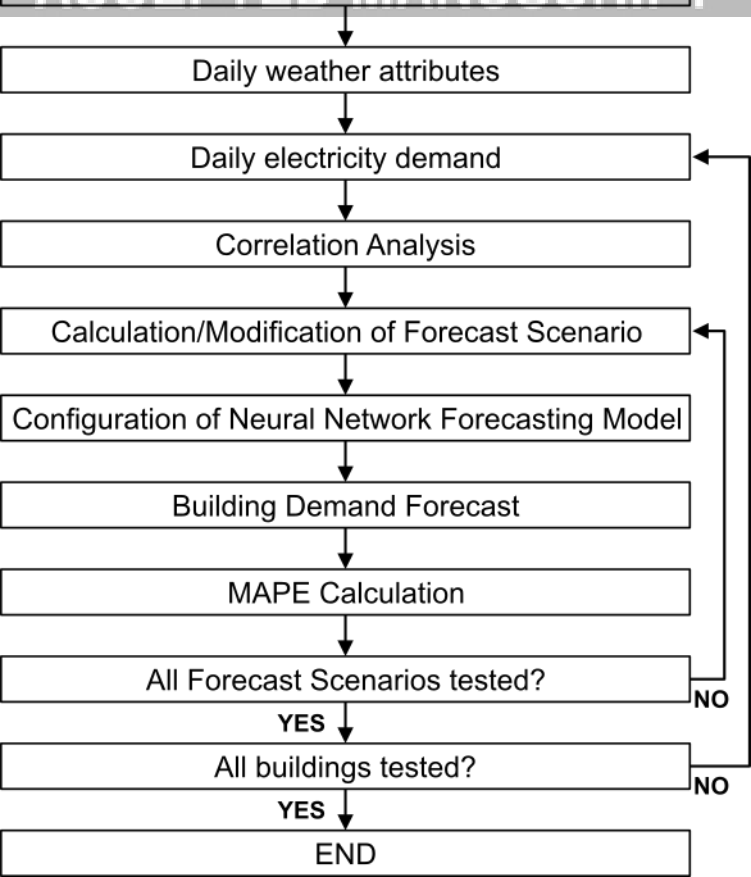 Daily weather attributes
Daily electricity demand
Correlation Analysis
Calculation/Modification of Forecast Scenario
Configuration of Neural Network Forecasting Model
Building Demand Forecast
MAPE Calculation
All Forecast Scenarios tested?
NO
YES
All buildings tested?
NO
YES
END